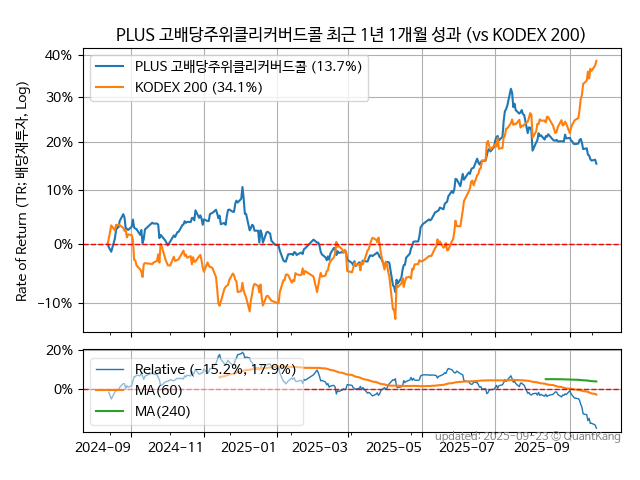 PLUS 고배당주위클리커버드콜 최근 1년 1개월 성과 (vs KODEX 200)
Rate of Return (TR: 배당재투자, Log)
40%
30%
20%
10%
0%
−10%
PLUS 고배당주위클리커버드콜 (13.7%)
KODEX 200 (34.1%)
20%
0%
Relative (-15.2%, 17.9%)
MA(60)
MA(240)
2024-09 2024-11 2025-01 2025-03 2025-05 2025-07 2025-09
updated: 2025-09-23 © QuantKang